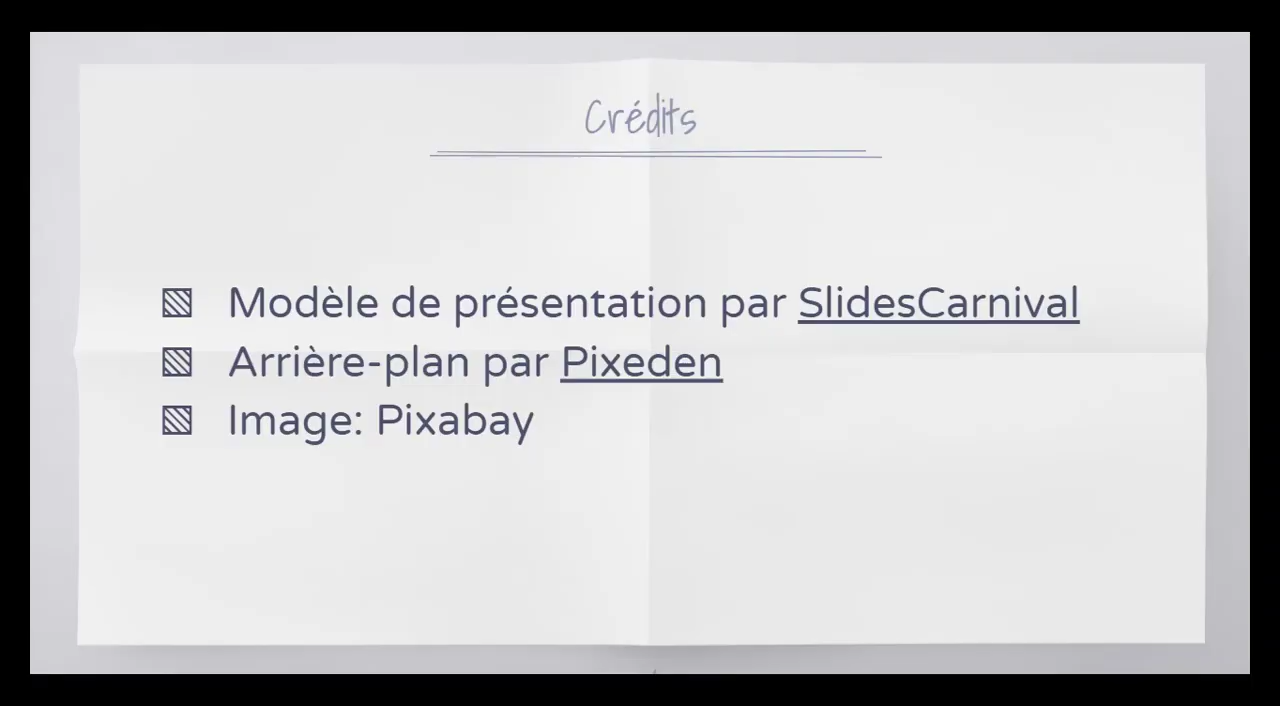 Crédits
Modèle de présentation par SlidesCarnival
Arrière-plan par Pixeden
Image: Pixabay